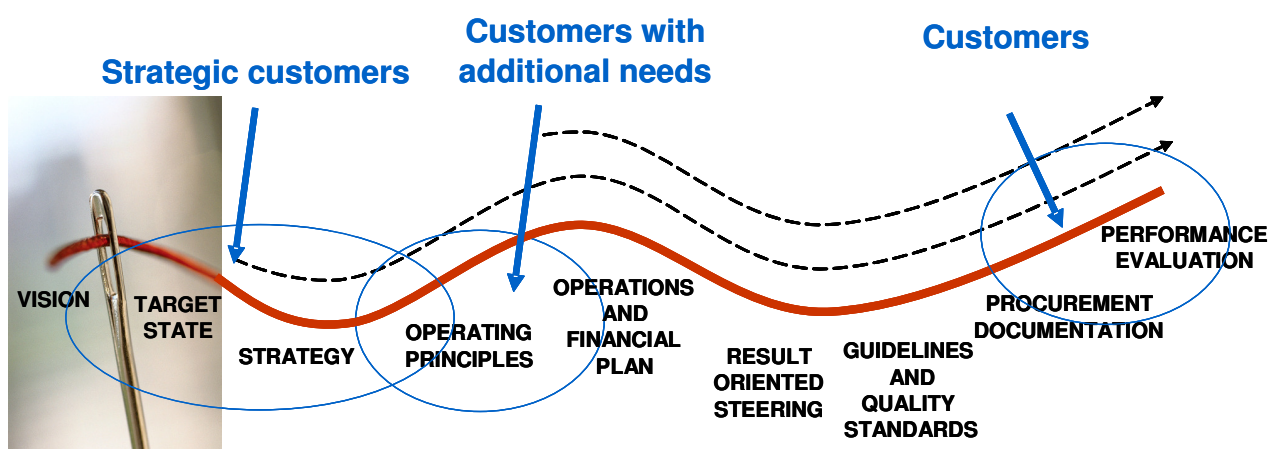 Strategic customers
Customers with
additional needs
Customers
VISION
TARGET
STATE
STRATEGY
OPERATING
PRINCIPLES
OPERATIONS
AND
FINANCIAL
PLAN
RESULT
ORIENTED
STEERING
GUIDELINES
AND
QUALITY
STANDARDS
PROCUREMENT
DOCUMENTATION
PERFORMANCE
EVALUATION